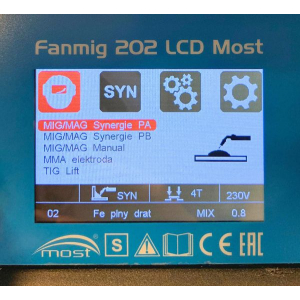 Fanmig 202 LCD Most
SYN
MIG/MAG Synergie PA
MIG/MAG Synergie PB
MIG/MAG Manual
MMA elektroda
TIG Lift
SYN 4T 230V
02 Fe plny drat MIX 0.8
most S CE EAC